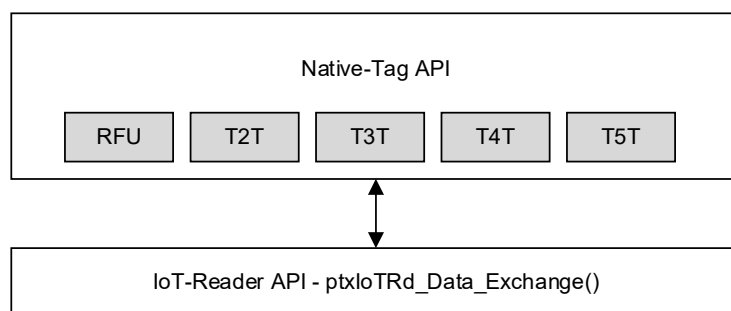 Native-Tag API
RFU T2T T3T T4T T5T
IoT-Reader API - ptxIoTRd_Data_Exchange()